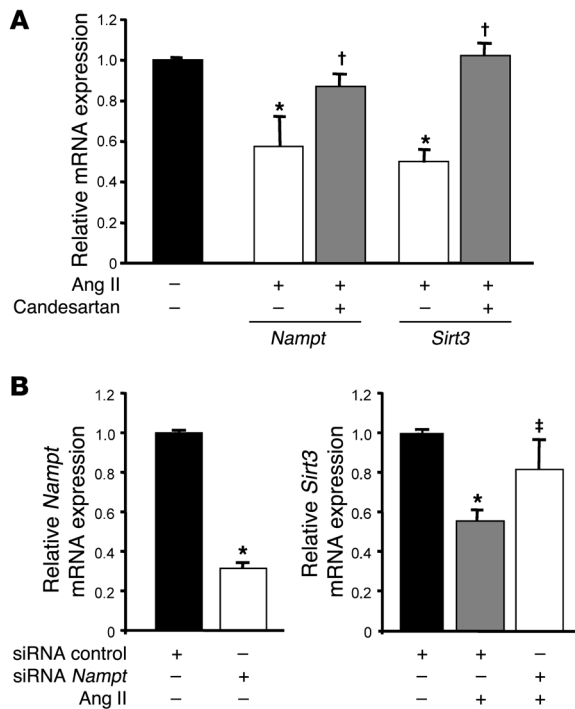 A
Relative mRNA expression
1.2
1.0
0.8
0.6
0.4
0.2
0
* † * †
Ang II – + + + +
Candesartan – – + – +
Nampt Sirt3
B
Relative Nampt
mRNA expression
1.2
1.0
0.8
0.6
0.4
0.2
0
*
siRNA control + –
siRNA Nampt – +
Ang II – –
Relative Sirt3
mRNA expression
1.2
1.0
0.8
0.6
0.4
0.2
0
* ‡
+ + –
– – +
– + +